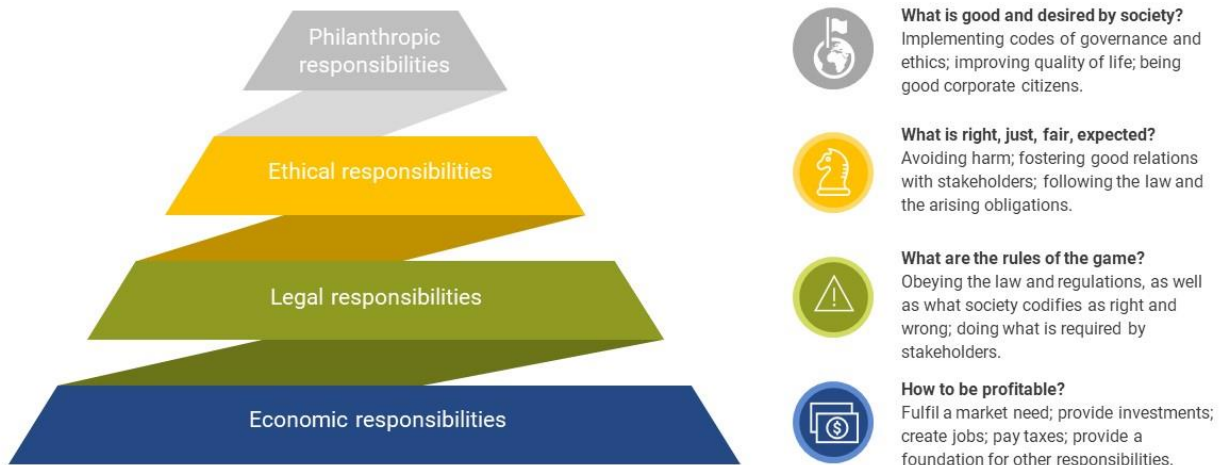 Philanthropic
responsibilities
What is good and desired by society?
Implementing codes of governance and
ethics; improving quality of life; being
good corporate citizens.
Ethical responsibilities
What is right, just, fair, expected?
Avoiding harm; fostering good relations
with stakeholders; following the law and
the arising obligations.
Legal responsibilities
What are the rules of the game?
Obeying the law and regulations, as well
as what society codifies as right and
wrong; doing what is required by
stakeholders.
Economic responsibilities
How to be profitable?
Fulfil a market need; provide investments;
create jobs; pay taxes; provide a
foundation for other responsibilities.